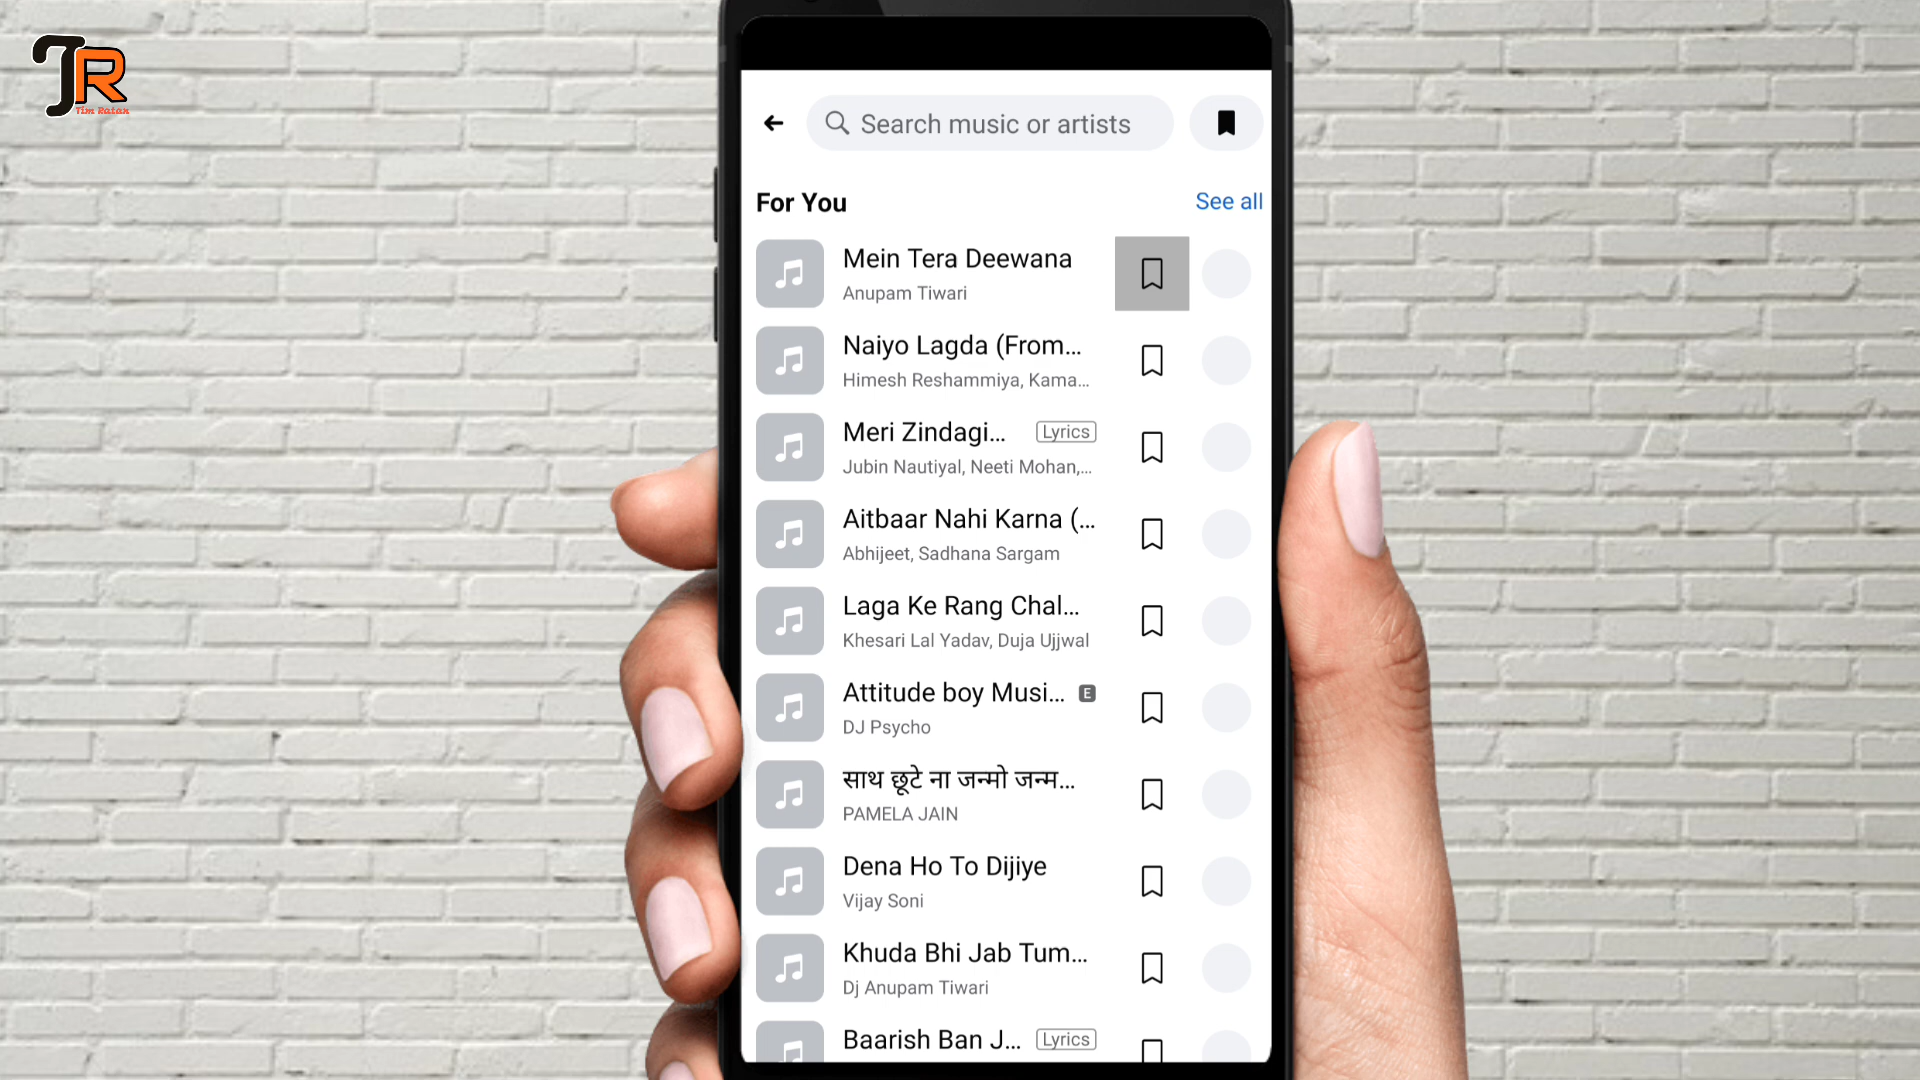 JR
Tim Ratan
Search music or artists
For You
See all
Mein Tera Deewana
Anupam Tiwari
Naiyo Lagda (From...
Himesh Reshammiya, Kama...
Meri Zindagi... Lyrics
Jubin Nautiyal, Neeti Mohan,...
Aitbaar Nahi Karna (...
Abhijeet, Sadhana Sargam
Laga Ke Rang Chal...
Khesari Lal Yadav, Duja Ujjwal
Attitude boy Musi... E
DJ Psycho
साथ छूटे ना जन्मो जन्म...
PAMELA JAIN
Dena Ho To Dijiye
Vijay Soni
Khuda Bhi Jab Tum...
Dj Anupam Tiwari
Baarish Ban J... Lyrics